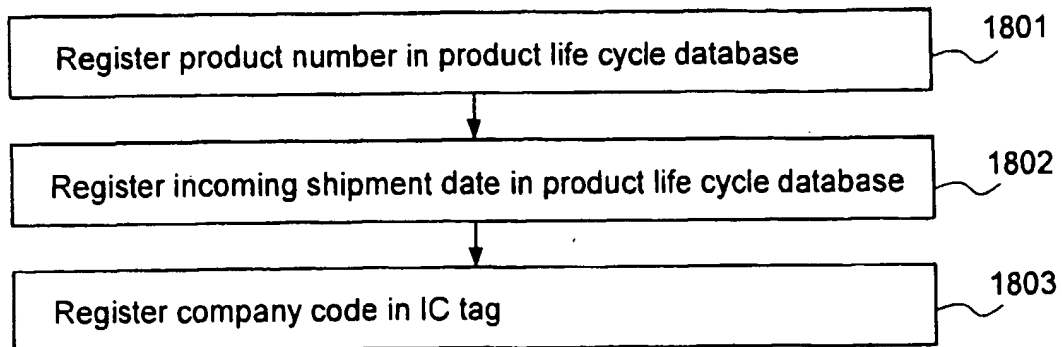 Register product number in product life cycle database
1801
Register incoming shipment date in product life cycle database
1802
Register company code in IC tag
1803